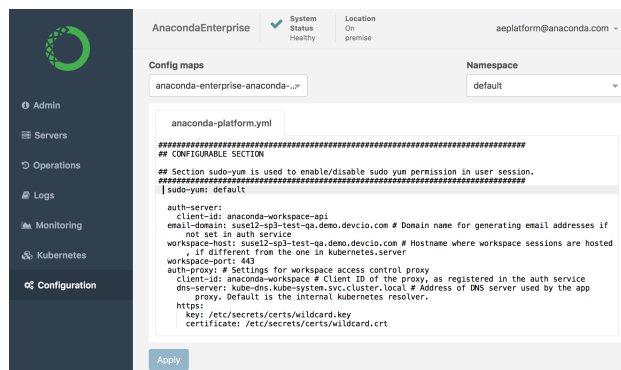 AnacondaEnterprise
System
Status
Healthy
Location
On
premise
aeplatform@anaconda.com
Admin
Servers
Operations
Logs
Monitoring
Kubernetes
Configuration
Config maps
anaconda-enterprise-anaconda-...
Namespace
default
anaconda-platform.yml
################################################################################
## CONFIGURABLE SECTION
## Section sudo-yum is used to enable/disable sudo yum permission in user session.
################################################################################
sudo-yum: default
auth-server:
client-id: anaconda-workspace-api
email-domain: suse12-sp3-test-qa.demo.devcio.com # Domain name for generating email addresses if
not set in auth service
workspace-host: suse12-sp3-test-qa.demo.devcio.com # Hostname where workspace sessions are hosted
, if different from the one in kubernetes.server
workspace-port: 443
auth-proxy: # Settings for workspace access control proxy
client-id: anaconda-workspace # Client ID of the proxy, as registered in the auth service
dns-server: kube-dns.kube-system.svc.cluster.local # Address of DNS server used by the app
proxy. Default is the internal kubernetes resolver.
https:
key: /etc/secrets/certs/wildcard.key
certificate: /etc/secrets/certs/wildcard.crt
Apply